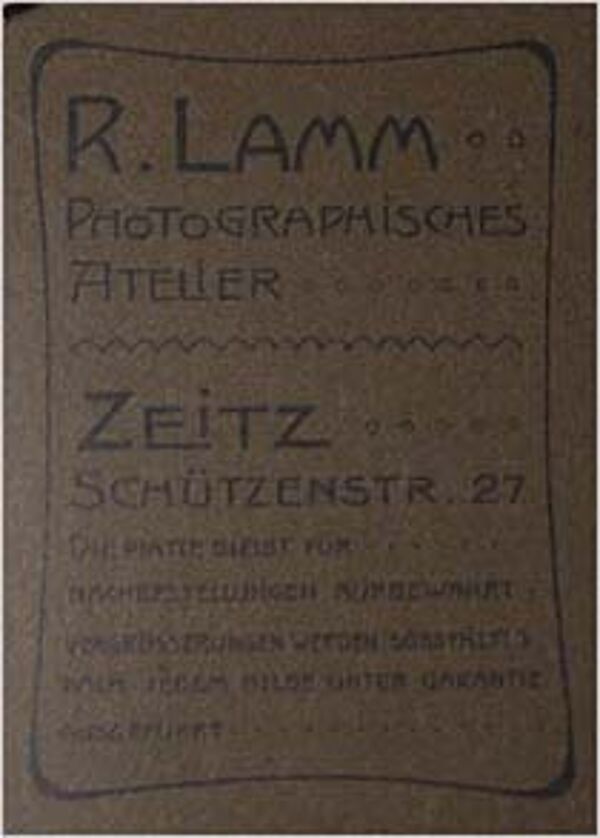 R. LAMM
PHOTOGRAPHISCHES
ATELIER
ZEITZ
SCHÜTZENSTR. 27
DIE PLATTE BLEIBT FÜR
NACHBESTELLUNGEN AUFBEWAHRT.
VERGRÖSSERUNGEN WERDEN SORGFÄLTIG
NACH JEDEM BILDE UNTER GARANTIE
AUSGEFÜHRT